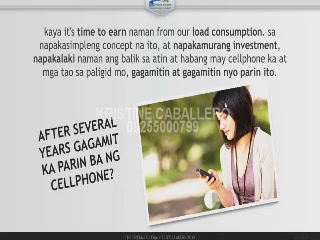 kaya it's time to earn naman from our load consumption. sa
napakasimpleng concept na ito, at napakamurang investment,
napakalaki naman ang balik sa atin at habang may cellphone ka at
mga tao sa paligid mo, gagamitin at gagamitin nyo parin ito.
KRISTINE CABALLERO
09255000799
AFTER SEVERAL
YEARS GAGAMIT
KA PARIN BA NG
CELLPHONE?